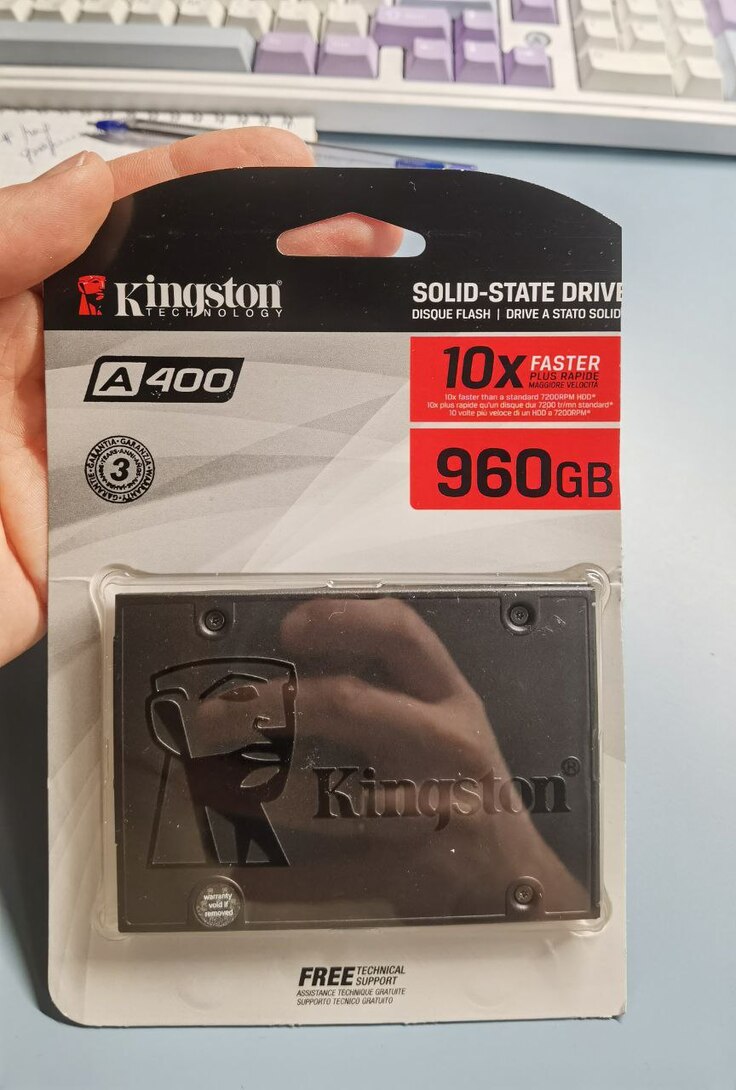 Kingston®
TECHNOLOGY
SOLID-STATE DRIVE
DISQUE FLASH | DRIVE A STATO SOLID
A400
10x FASTER
PLUS RAPIDE
MAGGIORE VELOCITÀ
10x faster than a standard 7200RPM HDD*
10x plus rapide qu'un disque dur 7200 tr/mn standard*
10 volte più veloce di un HDD a 7200RPM*
3
960GB
Kingston®
warranty
void if
removed
FREE TECHNICAL
SUPPORT
ASSISTANCE TECHNIQUE GRATUITE
SUPPORTO TECNICO GRATUITO